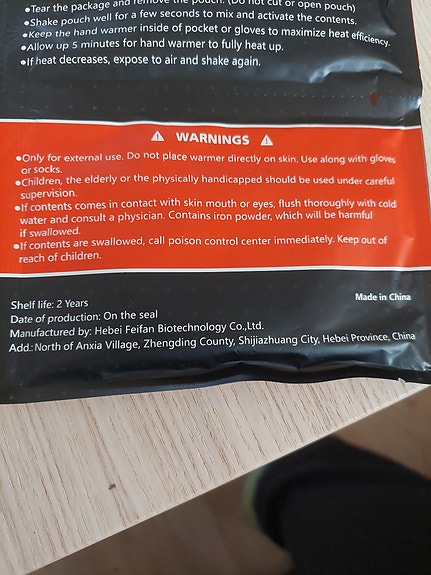 •Tear the package and remove the pouch. (Do not cut or open pouch)
•Shake pouch well for a few seconds to mix and activate the contents.
•Keep the hand warmer inside of pocket or gloves to maximize heat efficiency.
•Allow up 5 minutes for hand warmer to fully heat up.
•If heat decreases, expose to air and shake again.
WARNINGS
•Only for external use. Do not place warmer directly on skin. Use along with gloves
or socks.
•Children, the elderly or the physically handicapped should be used under careful
supervision.
•If contents comes in contact with skin mouth or eyes, flush thoroughly with cold
water and consult a physician. Contains iron powder, which will be harmful
if swallowed.
•If contents are swallowed, call poison control center immediately. Keep out of
reach of children.
Shelf life: 2 Years
Made in China
Date of production: On the seal
Manufactured by: Hebei Feifan Biotechnology Co.,Ltd.
Add.:North of Anxia Village, Zhengding County, Shijiazhuang City, Hebei Province, China